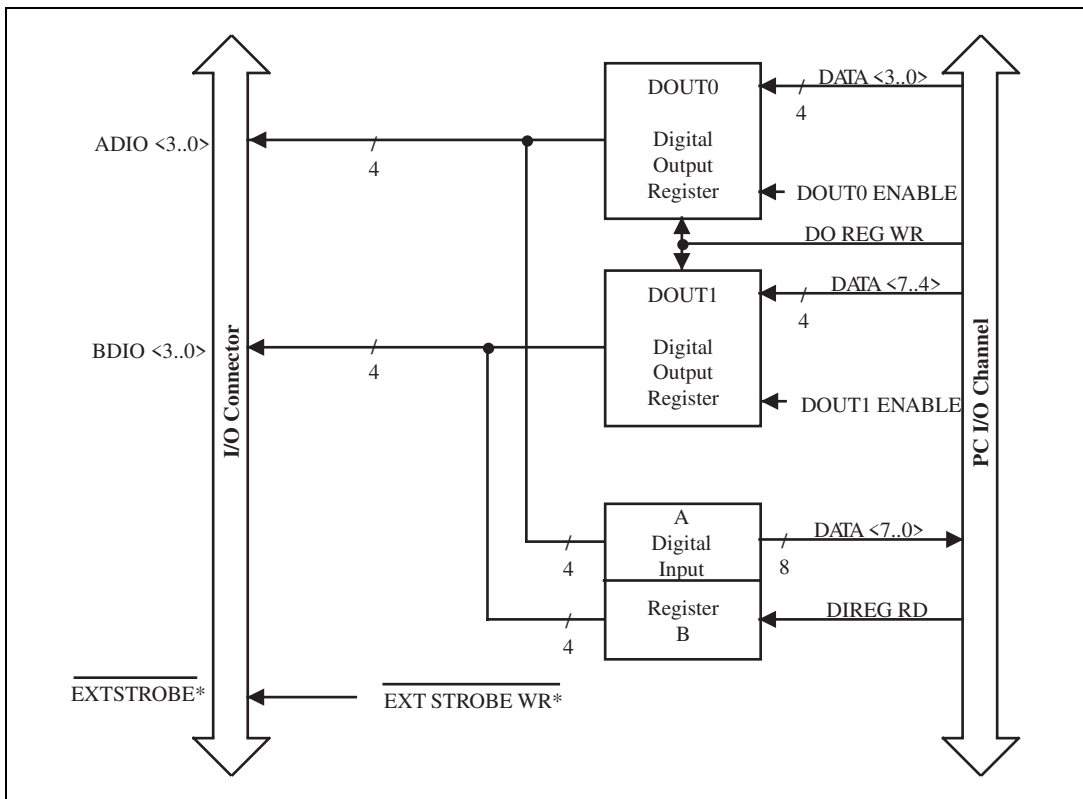 DOUT0
Digital
Output
Register
DATA <3..0>
4
ADIO <3..0>
4
DOUT0 ENABLE
DO REG WR
DOUT1
Digital
Output
Register
DATA <7..4>
4
BDIO <3..0>
4
DOUT1 ENABLE
I/O Connector
PC I/O Channel
A
Digital
Input
Register
B
4
4
DATA <7..0>
8
DIREG RD
EXTSTROBE*
EXT STROBE WR*